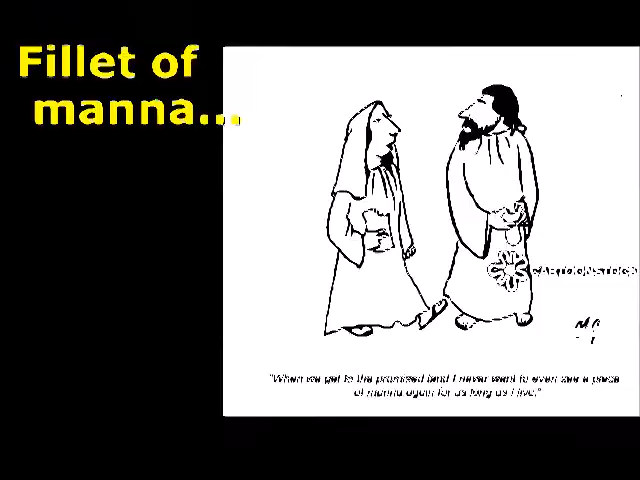 Fillet of
manna...
CARTOONSTOCK
"When we get to the promised land I never want to even see a piece
of manna again for as long as I live."